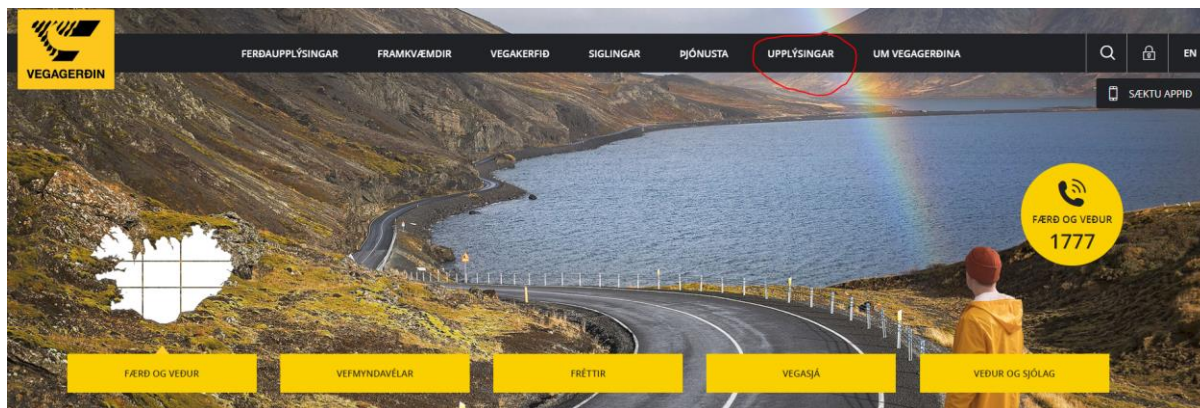 VEGAGERÐIN
FERÐAUPPLÝSINGAR FRAMKVÆMDIR VEGAKERFIÐ SIGLINGAR ÞJÓNUSTA UPPLÝSINGAR UM VEGAGERÐINA EN
SÆKTU APPIÐ
FÆRÐ OG VEÐUR
1777
FÆRÐ OG VEÐUR VEFMYNDAVÉLAR FRÉTTIR VEGASJÁ VEÐUR OG SJÓLAG